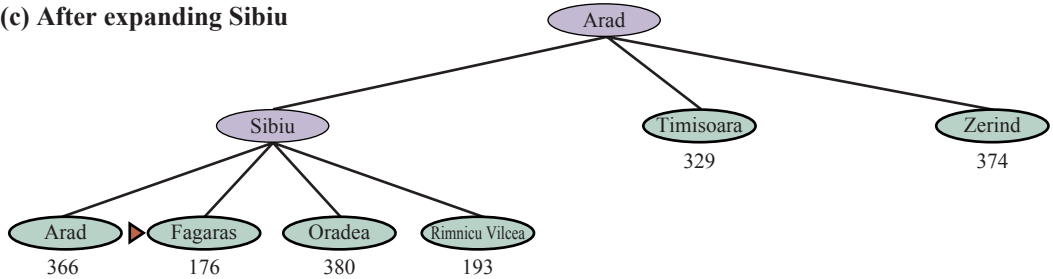 (c) After expanding Sibiu
Arad
Sibiu
Timisoara
Zerind
329
374
Arad
Fagaras
Oradea
Rimnicu Vilcea
366
176
380
193